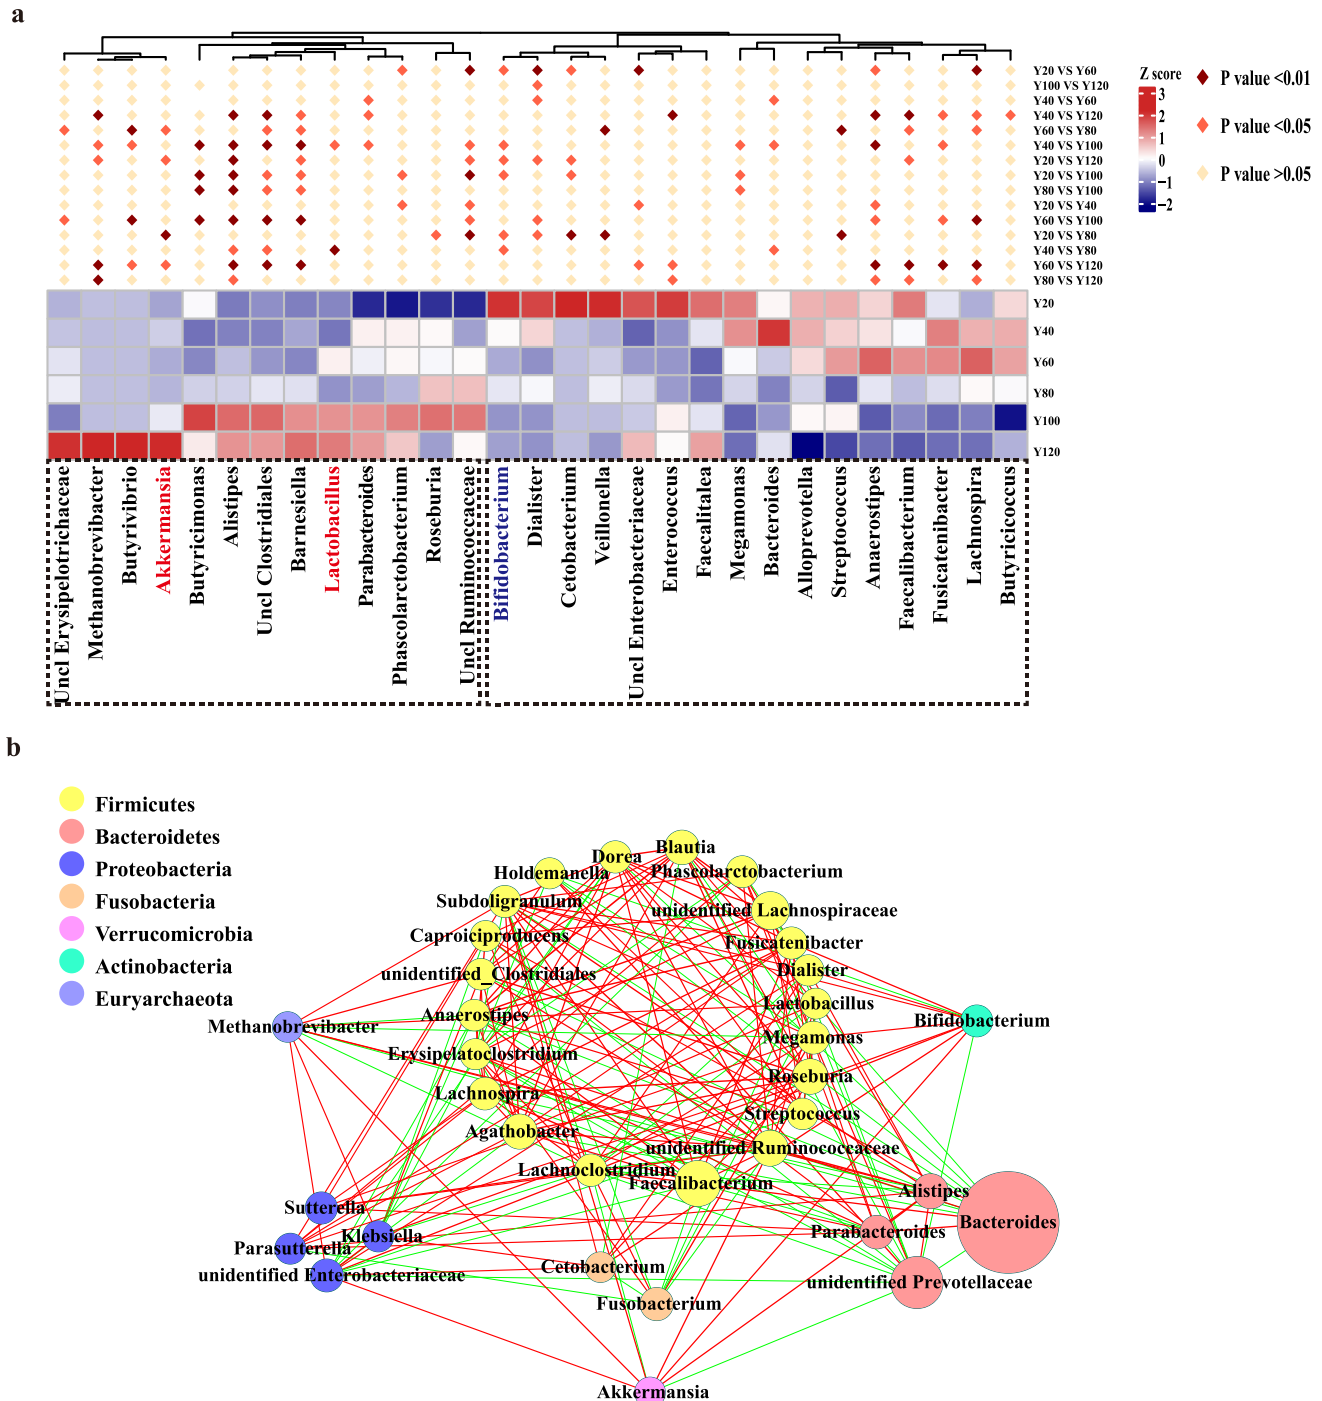 a
Y20 VS Y60
Y100 VS Y120
Y40 VS Y60
Y40 VS Y120
Y60 VS Y80
Y40 VS Y100
Y20 VS Y120
Y20 VS Y100
Y80 VS Y100
Y20 VS Y40
Y60 VS Y100
Y20 VS Y80
Y40 VS Y80
Y60 VS Y120
Y80 VS Y120
Z score
3
2
1
0
−1
−2
P value <0.01
P value <0.05
P value >0.05
Y20
Y40
Y60
Y80
Y100
Y120
Uncl Erysipelotrichaceae
Methanobrevibacter
Butyrivibrio
Akkermansia
Butyricimonas
Alistipes
Uncl Clostridiales
Barnesiella
Lactobacillus
Parabacteroides
Phascolarctobacterium
Roseburia
Uncl Ruminococcaceae
Bifidobacterium
Dialister
Cetobacterium
Veillonella
Uncl Enterobacteriaceae
Enterococcus
Faecalitalea
Megamonas
Bacteroides
Alloprevotella
Streptococcus
Anaerostipes
Faecalibacterium
Fusicatenibacter
Lachnospira
Butyricicoccus
b
Firmicutes
Bacteroidetes
Proteobacteria
Fusobacteria
Verrucomicrobia
Actinobacteria
Euryarchaeota
Blautia
Dorea
Holdemanella
Phascolarctobacterium
Subdoligranulum
unidentified Lachnospiraceae
Caproiciproducens
Fusicatenibacter
unidentified_Clostridiales
Dialister
Lactobacillus
Anaerostipes
Methanobrevibacter
Bifidobacterium
Megamonas
Erysipelatoclostridium
Roseburia
Lachnospira
Streptococcus
Agathobacter
unidentified Ruminococcaceae
Lachnoclostridium
Faecalibacterium
Alistipes
Sutterella
Bacteroides
Klebsiella
Parabacteroides
Parasutterella
Cetobacterium
unidentified Enterobacteriaceae
unidentified Prevotellaceae
Fusobacterium
Akkermansia